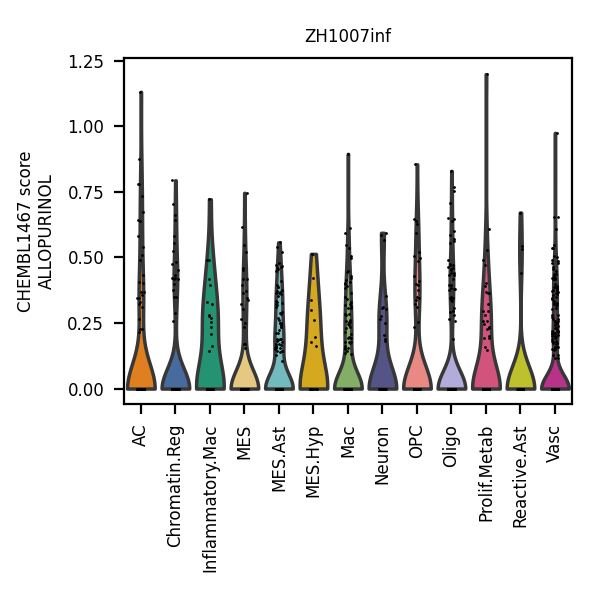 ZH1007inf
CHEMBL1467 score
ALLOPURINOL
1.25
1.00
0.75
0.50
0.25
0.00
AC
Chromatin.Reg
Inflammatory.Mac
MES
MES.Ast
MES.Hyp
Mac
Neuron
OPC
Oligo
Prolif.Metab
Reactive.Ast
Vasc